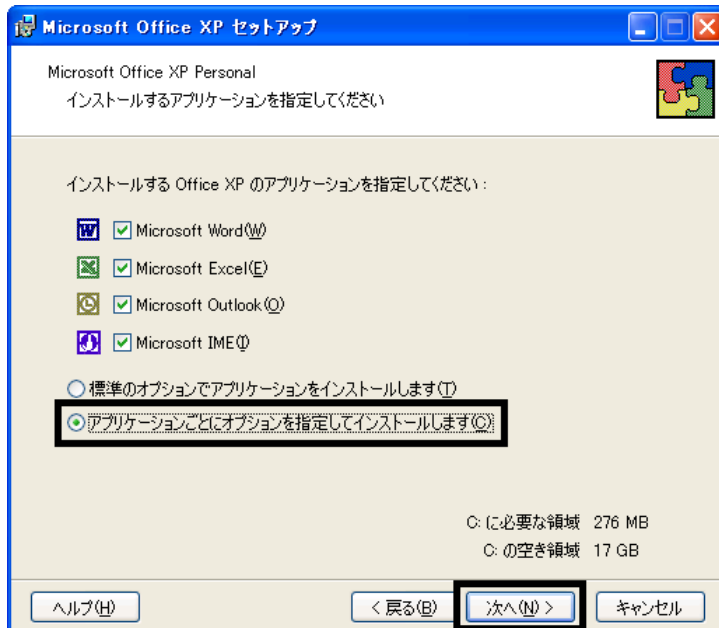 Microsoft Office XP セットアップ
Microsoft Office XP Personal
インストールするアプリケーションを指定してください
インストールする Office XP のアプリケーションを指定してください:
Microsoft Word(W)
Microsoft Excel(E)
Microsoft Outlook(O)
Microsoft IME(I)
標準のオプションでアプリケーションをインストールします(T)
アプリケーションごとにオプションを指定してインストールします(C)
C: に必要な領域 276 MB
C: の空き領域 17 GB
ヘルプ(H) < 戻る(B) 次へ(N) > キャンセル